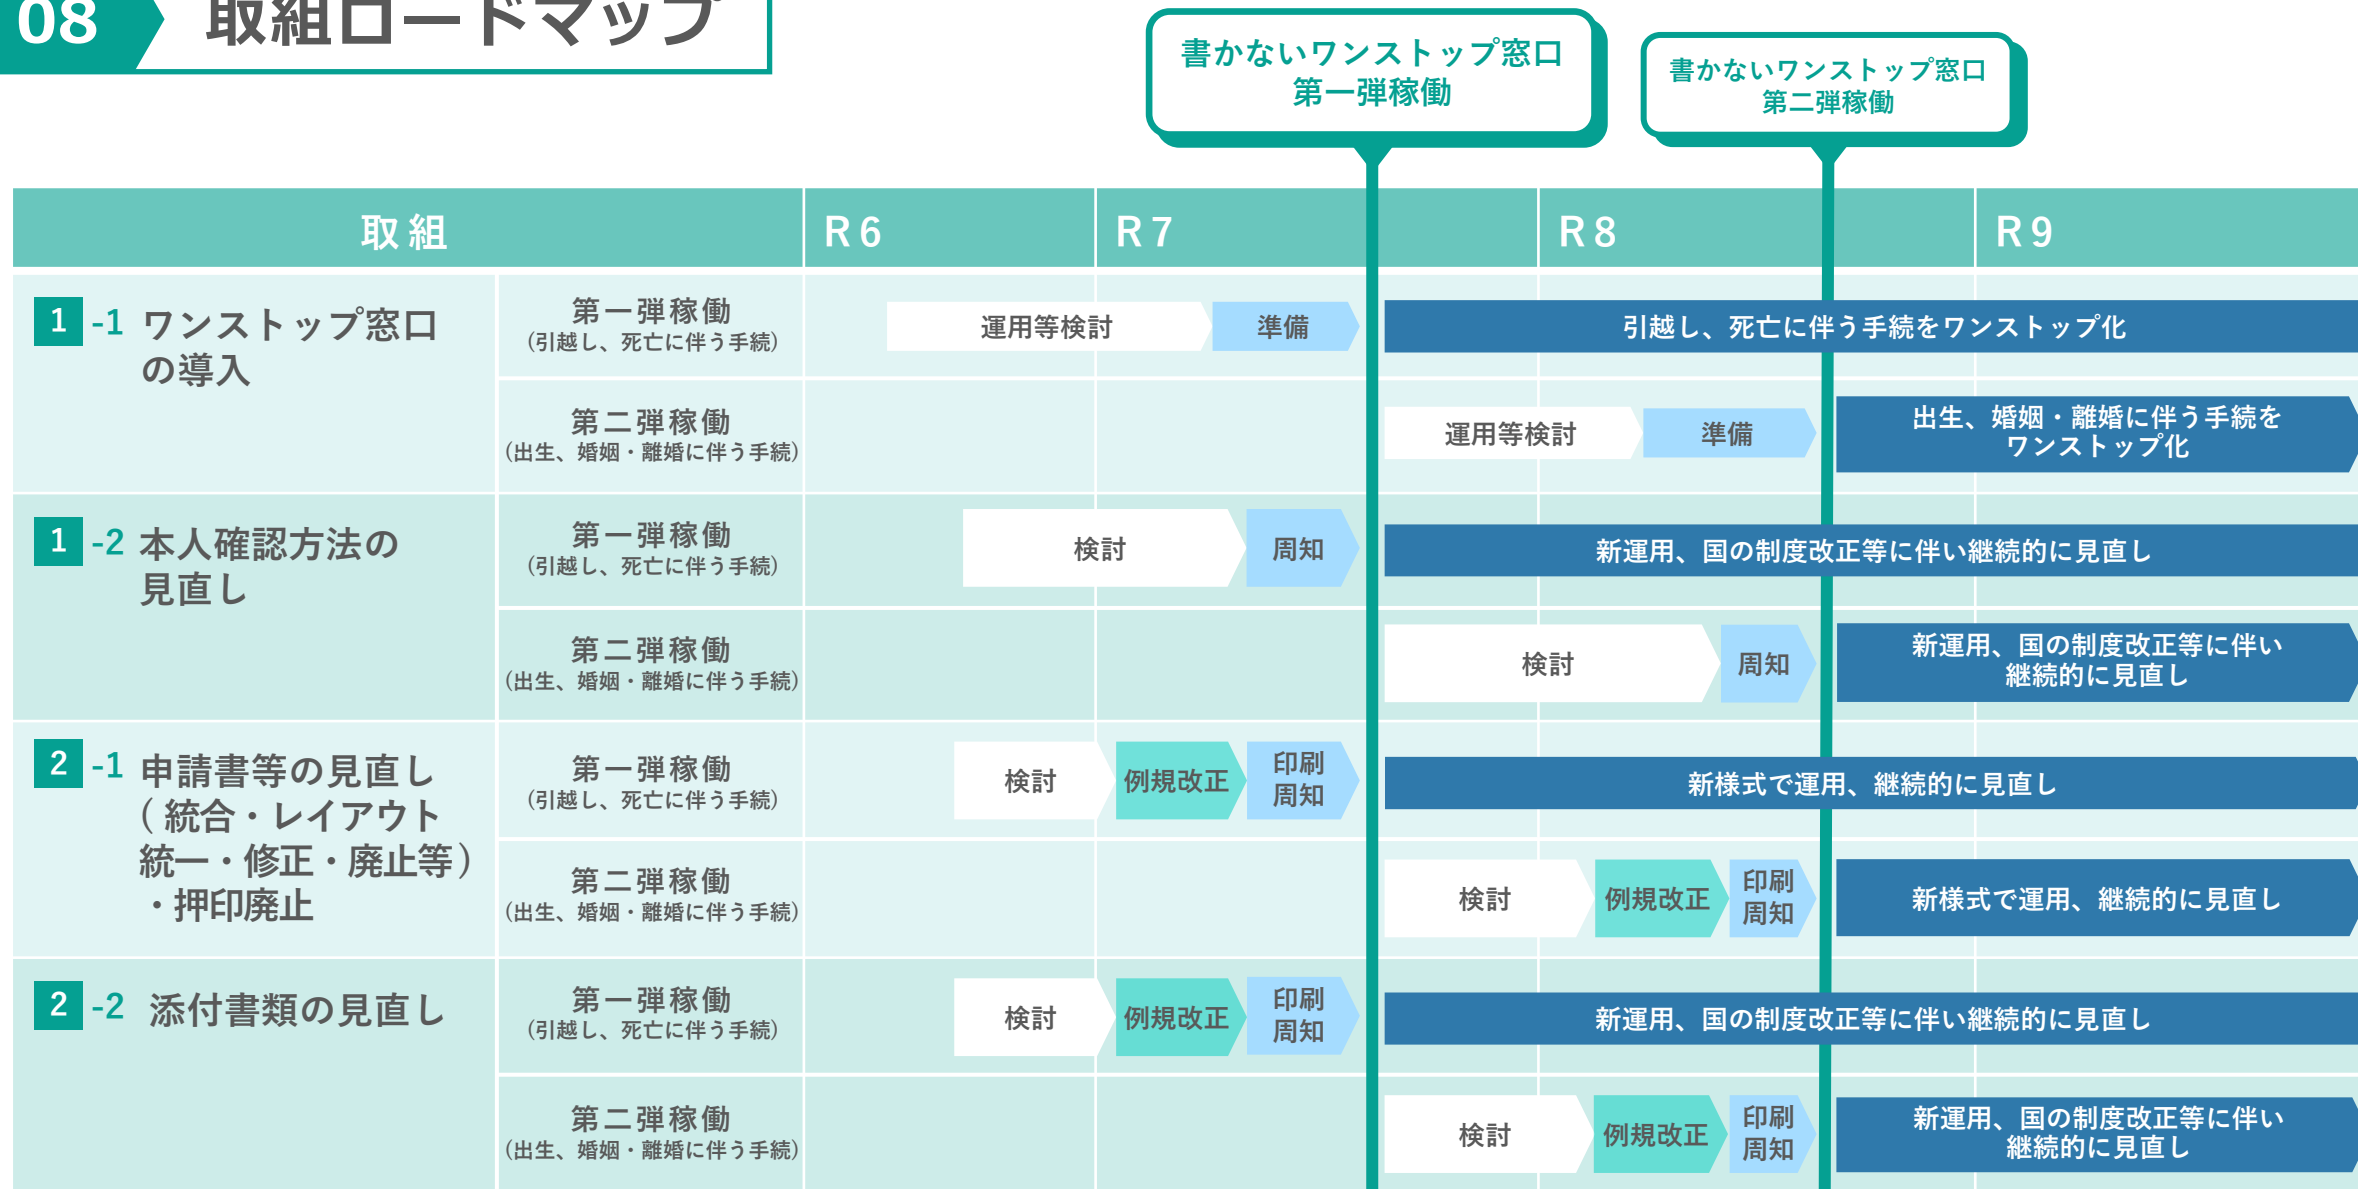 08 取組ロードマップ
書かないワンストップ窓口
第一弾稼働
書かないワンストップ窓口
第二弾稼働
取組 R6 R7 R8 R9
1 -1 ワンストップ窓口
の導入
第一弾稼働
(引越し、死亡に伴う手続)
運用等検討 準備 引越し、死亡に伴う手続をワンストップ化
第二弾稼働
(出生、婚姻・離婚に伴う手続)
運用等検討 準備
出生、婚姻・離婚に伴う手続を
ワンストップ化
1 -2 本人確認方法の
見直し
第一弾稼働
(引越し、死亡に伴う手続)
検討 周知 新運用、国の制度改正等に伴い継続的に見直し
第二弾稼働
(出生、婚姻・離婚に伴う手続)
検討 周知
新運用、国の制度改正等に伴い
継続的に見直し
2 -1 申請書等の見直し
(統合・レイアウト
統一・修正・廃止等)
・押印廃止
第一弾稼働
(引越し、死亡に伴う手続)
検討 例規改正
印刷
周知
新様式で運用、継続的に見直し
第二弾稼働
(出生、婚姻・離婚に伴う手続)
検討 例規改正
印刷
周知
新様式で運用、継続的に見直し
2 -2 添付書類の見直し
第一弾稼働
(引越し、死亡に伴う手続)
検討 例規改正
印刷
周知
新運用、国の制度改正等に伴い継続的に見直し
第二弾稼働
(出生、婚姻・離婚に伴う手続)
検討 例規改正
印刷
周知
新運用、国の制度改正等に伴い
継続的に見直し